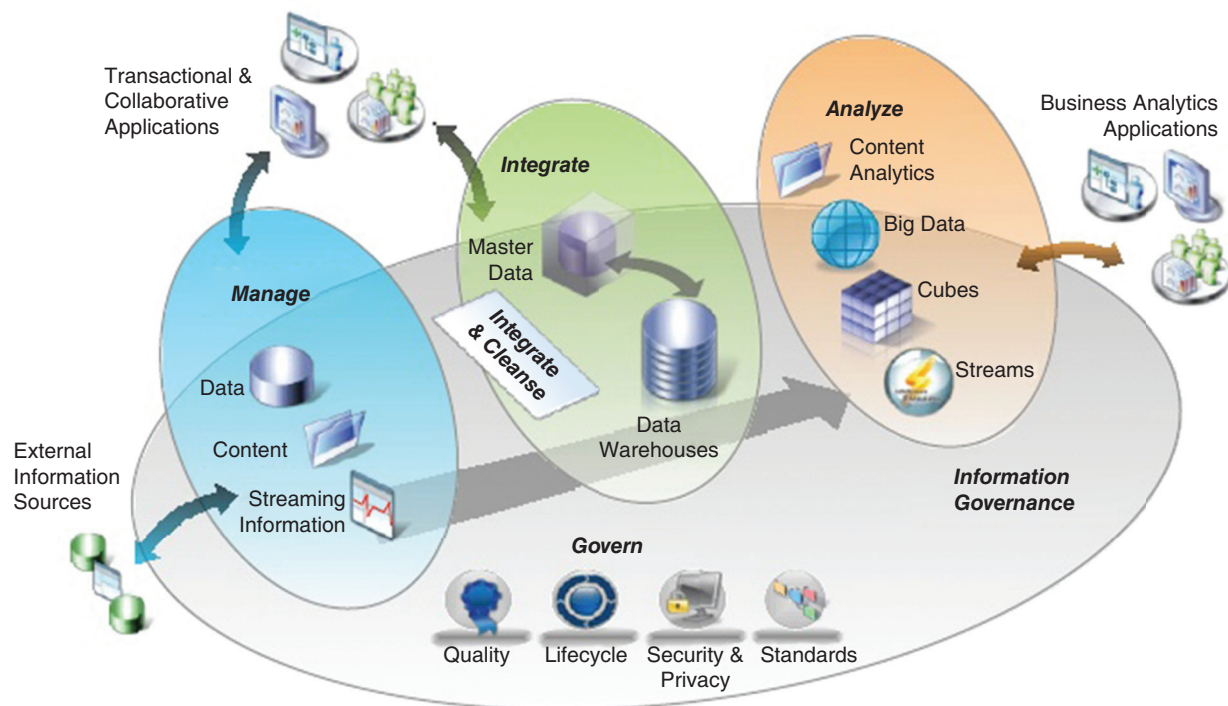 Transactional &
Collaborative
Applications
Integrate
Master
Data
Integrate
& Cleanse
Data
Warehouses
Analyze
Content
Analytics
Big Data
Cubes
Streams
Business Analytics
Applications
Manage
Data
Content
Streaming
Information
External
Information
Sources
Information
Governance
Govern
Quality
Lifecycle
Security &
Privacy
Standards